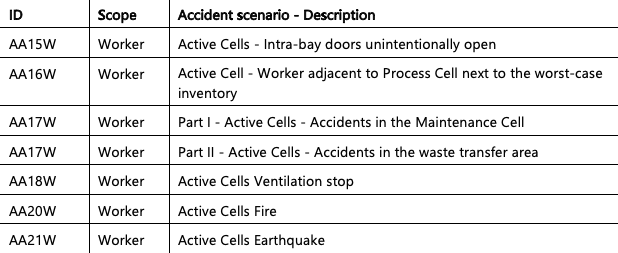 ID Scope Accident scenario - Description
AA15W Worker Active Cells - Intra-bay doors unintentionally open
AA16W Worker Active Cell - Worker adjacent to Process Cell next to the worst-case
inventory
AA17W Worker Part I - Active Cells - Accidents in the Maintenance Cell
AA17W Worker Part II - Active Cells - Accidents in the waste transfer area
AA18W Worker Active Cells Ventilation stop
AA20W Worker Active Cells Fire
AA21W Worker Active Cells Earthquake